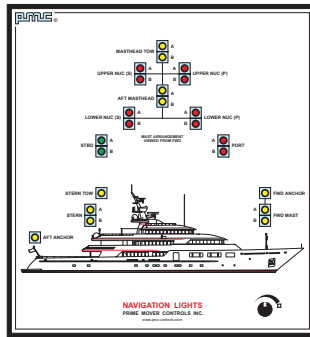 pmc®
MASTHEAD TOW A
B
UPPER NUC (S) A A UPPER NUC (P)
B B
AFT MASTHEAD A
B
LOWER NUC (S) A A LOWER NUC (P)
B B
MAST ARRANGEMENT
VIEWED FROM FWD
STBD A A PORT
B B
STERN TOW FWD ANCHOR
STERN A A FWD MAST
B B
AFT ANCHOR
NAVIGATION LIGHTS
PRIME MOVER CONTROLS INC.
www.pmc-controls.com